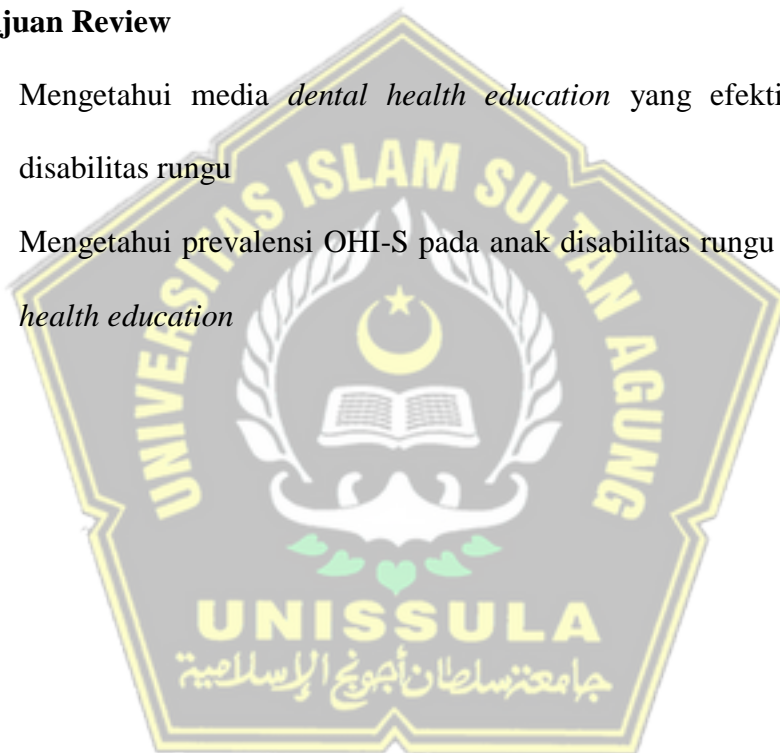 juan Review
Mengetahui media dental health education yang efekti
disabilitas rungu
Mengetahui prevalensi OHI-S pada anak disabilitas rungu
health education
UNIVERSITAS ISLAM SULTAN AGUNG
UNISSULA
جامعة سلطان أجونج الإسلامية